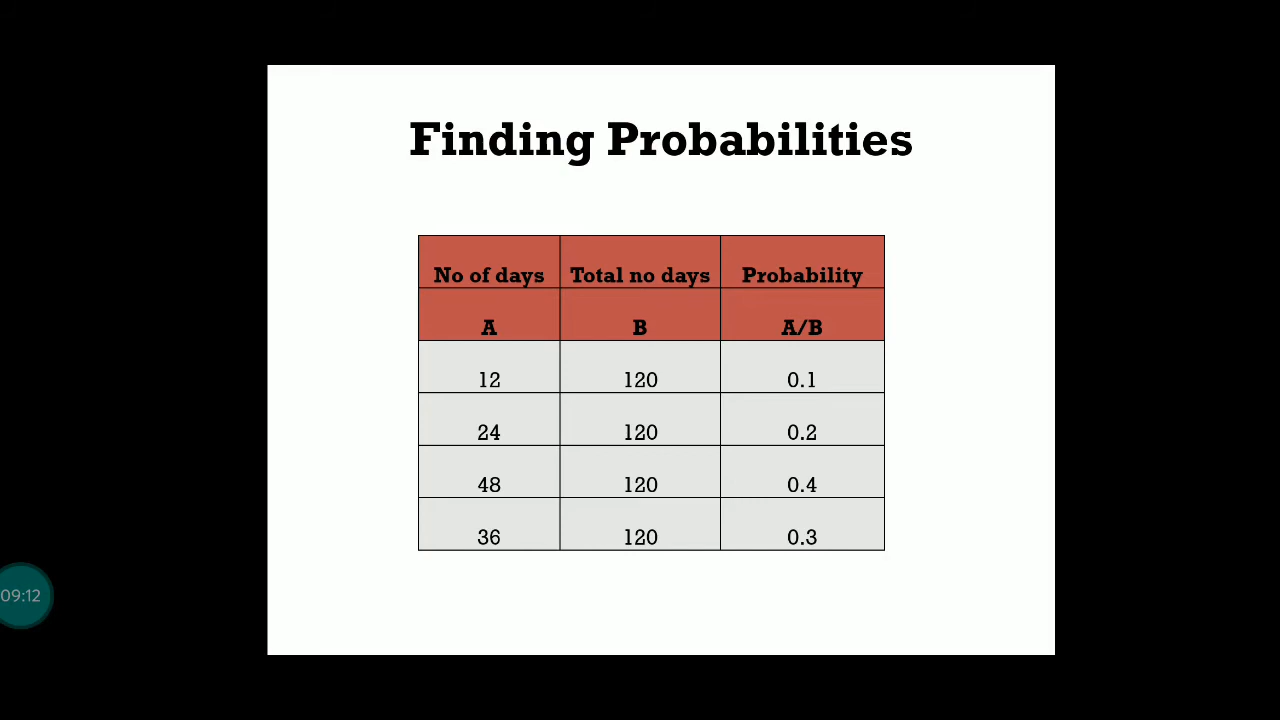 Finding Probabilities
No of days Total no days Probability
A B A/B
12 120 0.1
24 120 0.2
48 120 0.4
36 120 0.3
09:12